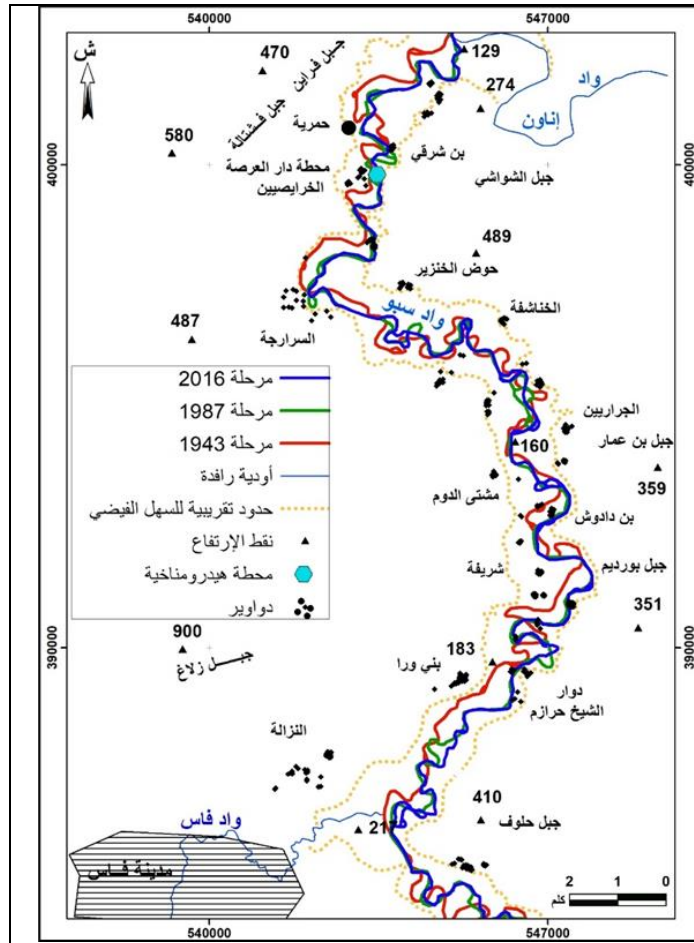 540000
547000
ش
470
جبل فراين
129
واد
إناون
274
جبل فشتالة
حمرية
580
بن شرقي
400000
400000
محطة دار العرصة
الخرايصيين
جبل الشواشي
489
حوض الخنزير
الخناشفة
واد سبو
487
السرارجة
مرحلة 2016
مرحلة 1987
مرحلة 1943
أودية رافدة
حدود تقريبية للسهل الفيضي
نقط الإرتفاع
محطة هيدرومناخية
دواوير
الجراريين
160
جبل بن عمار
359
مشتى الدوم
بن دادوش
شريفة
جبل بورديم
351
390000
390000
900
جبل زلاغ
183
بني ورا
دوار
الشيخ حرازم
النزالة
410
جبل حلوف
217
واد فاس
مدينة فاس
2 1 0
كلم
540000
547000